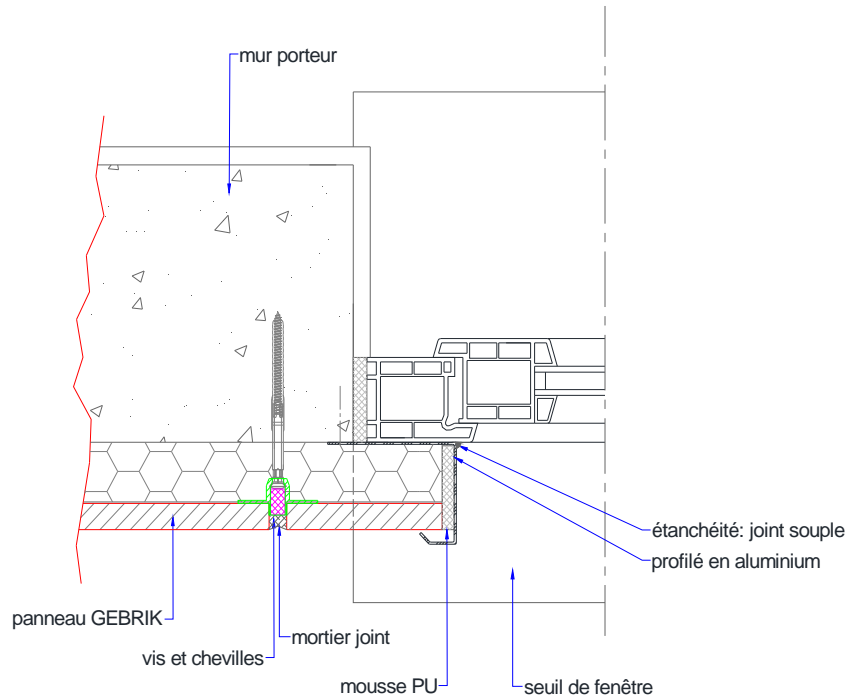 mur porteur
étanchéité: joint souple
profilé en aluminium
panneau GEBRIK
mortier joint
vis et chevilles
mousse PU
seuil de fenêtre